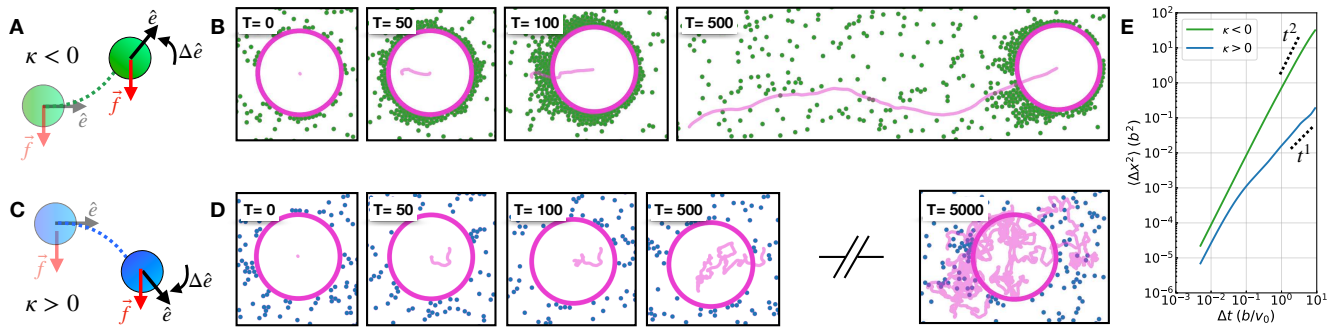 A
κ < 0
ê
Δê
f⃗
ê
f⃗
B
T= 0
T= 50
T= 100
T= 500
C
κ > 0
ê
f⃗
Δê
f⃗
ê
D
T= 0
T= 50
T= 100
T= 500
T= 5000
E
κ < 0
κ > 0
t²
t¹
⟨Δx²⟩ (b²)
10²
10¹
10⁰
10⁻¹
10⁻²
10⁻³
10⁻⁴
10⁻⁵
10⁻⁶
10⁻³
10⁻²
10⁻¹
10⁰
10¹
Δt (b/v₀)